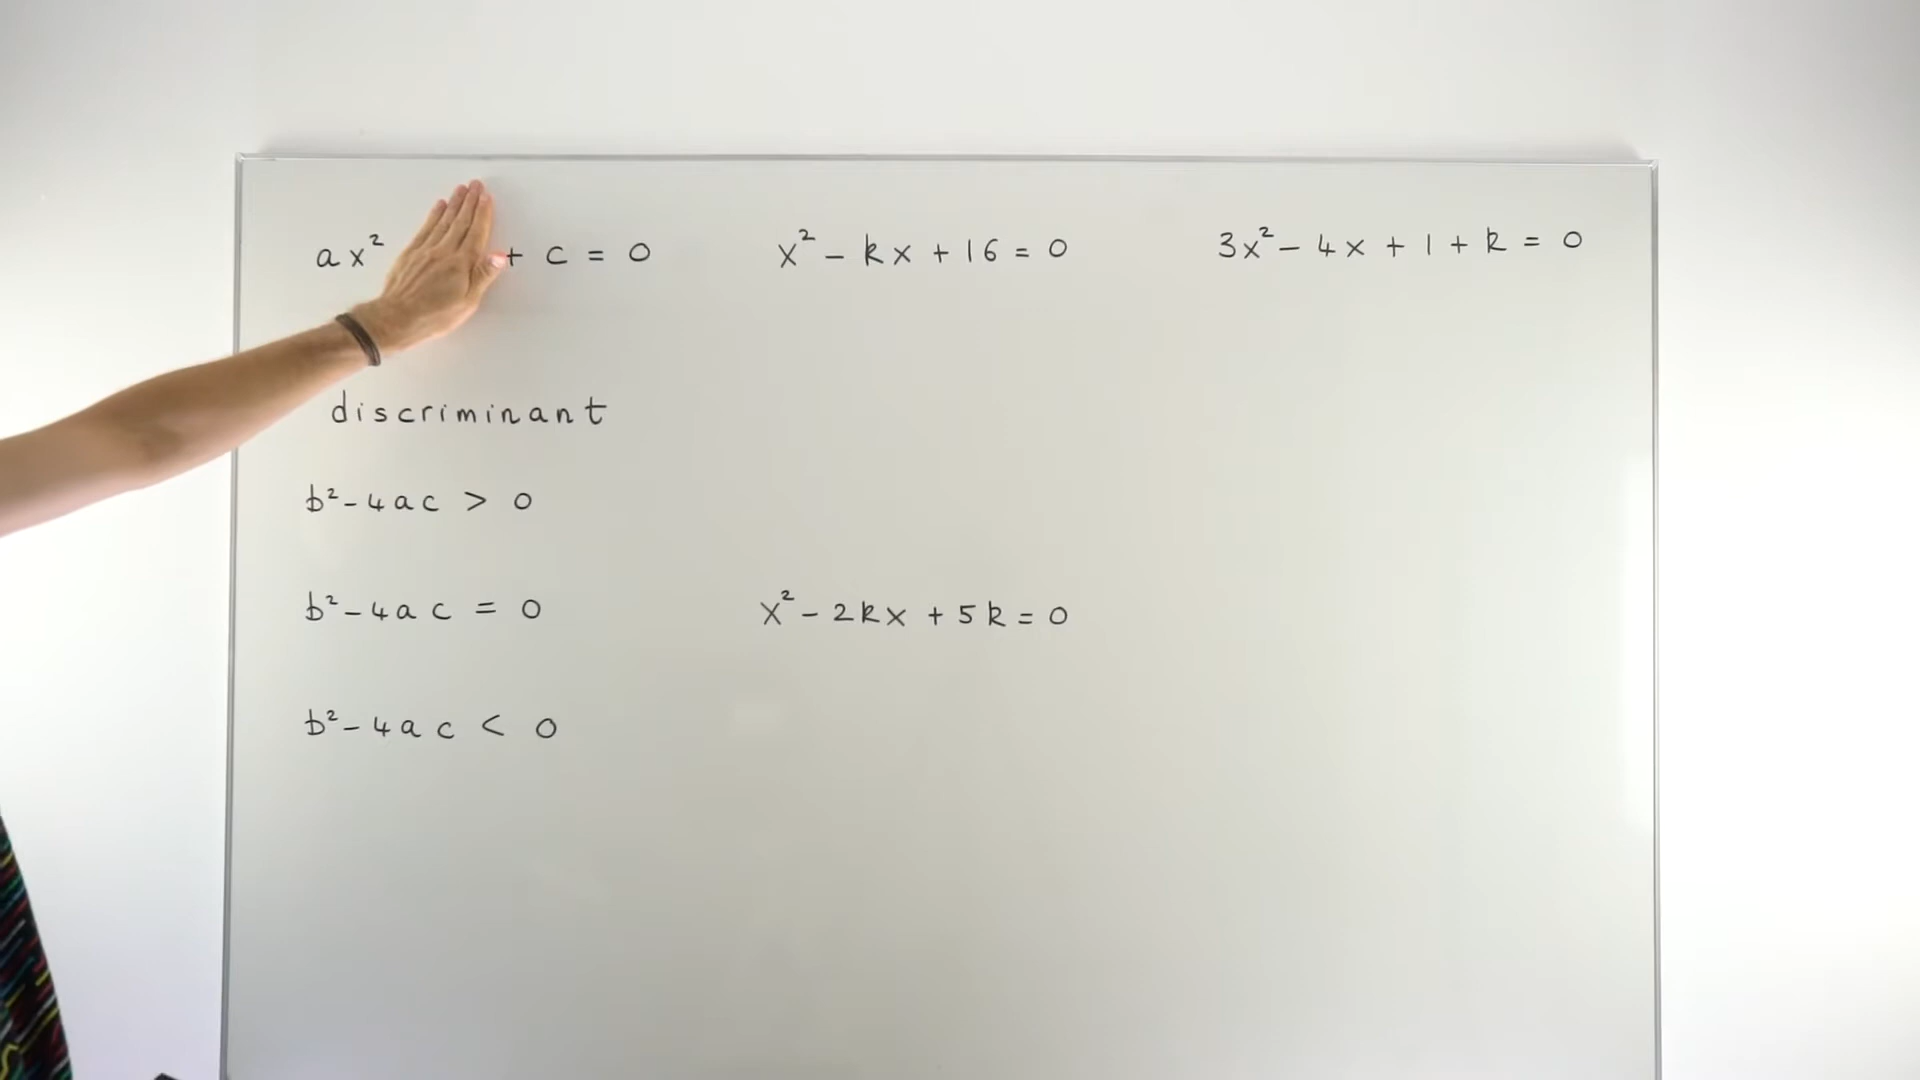 ax² + c = 0
x² - kx + 16 = 0
3x² - 4x + 1 + k = 0
discriminant
b² - 4ac > 0
b² - 4ac = 0
x² - 2kx + 5k = 0
b² - 4ac < 0